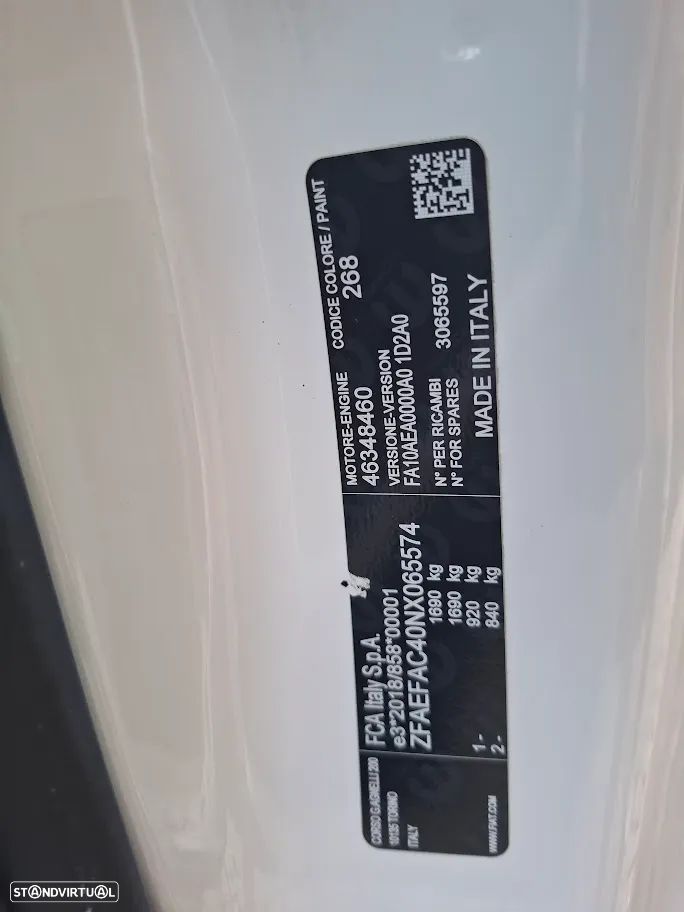 CORSO G.AGNELLI 200
10135 TORINO
ITALY
WWW.FIAT.COM
FCA Italy S.p.A.
e3*2018/858*00001
ZFAEFAC40NX065574
1690 kg
1690 kg
1- 920 kg
2- 840 kg
MOTORE-ENGINE CODICE COLORE / PAINT
46348460 268
VERSIONE-VERSION
FA10AEA0000A0 1D2A0
N° PER RICAMBI
N° FOR SPARES 3065597
MADE IN ITALY
STANDVIRTUAL